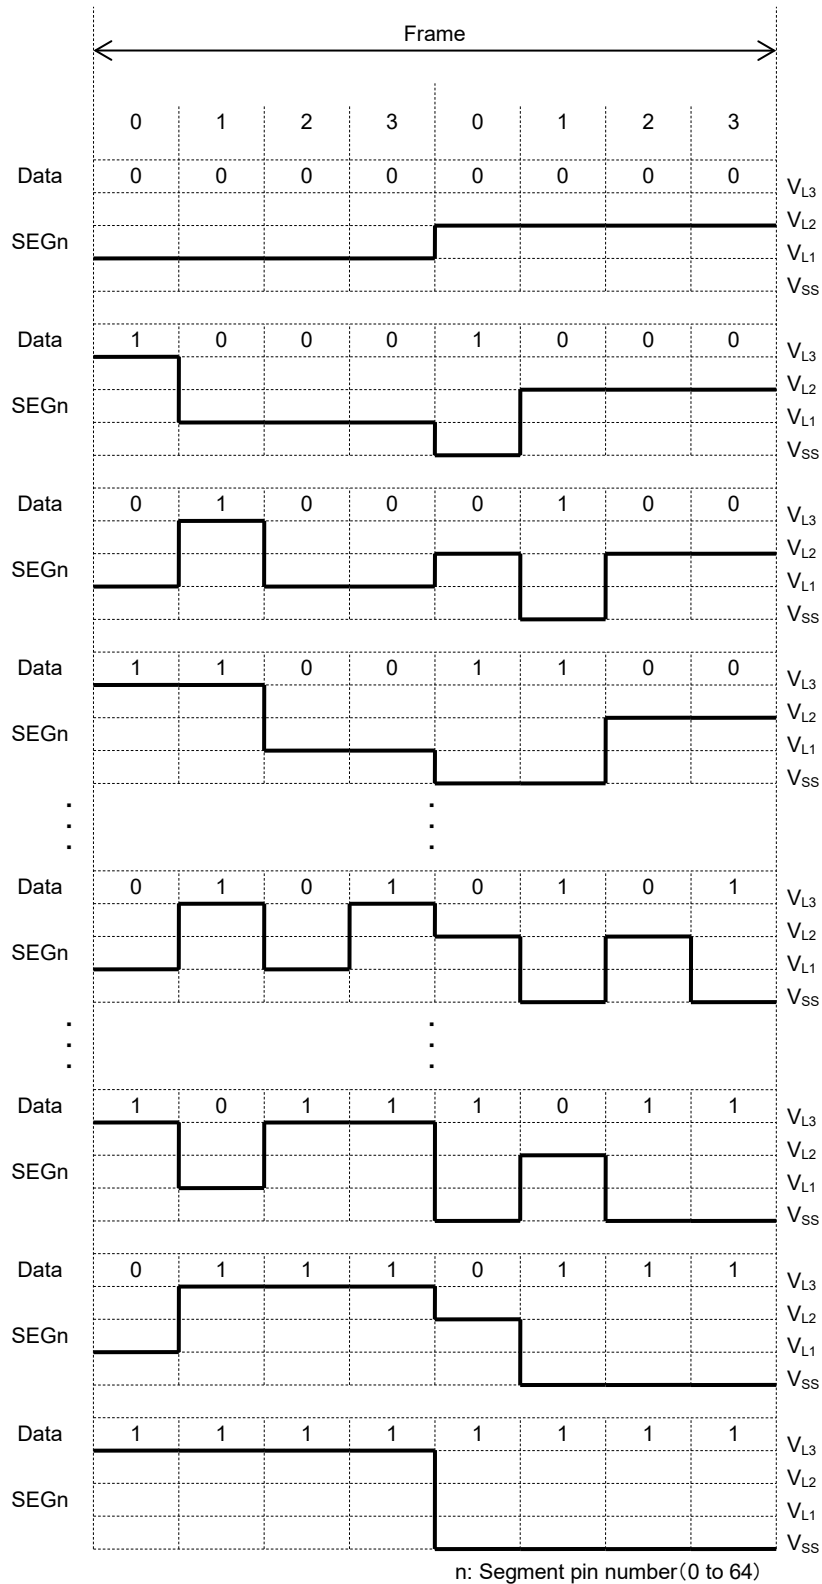 Frame
0 1 2 3 0 1 2 3
Data 0 0 0 0 0 0 0 0
VL3
VL2
SEGn
VL1
VSS
Data 1 0 0 0 1 0 0 0
VL3
VL2
SEGn
VL1
VSS
Data 0 1 0 0 0 1 0 0
VL3
VL2
SEGn
VL1
VSS
Data 1 1 0 0 1 1 0 0
VL3
VL2
SEGn
VL1
VSS
Data 0 1 0 1 0 1 0 1
VL3
VL2
SEGn
VL1
VSS
Data 1 0 1 1 1 0 1 1
VL3
VL2
SEGn
VL1
VSS
Data 0 1 1 1 0 1 1 1
VL3
VL2
SEGn
VL1
VSS
Data 1 1 1 1 1 1 1 1
VL3
VL2
SEGn
VL1
VSS
n: Segment pin number(0 to 64)